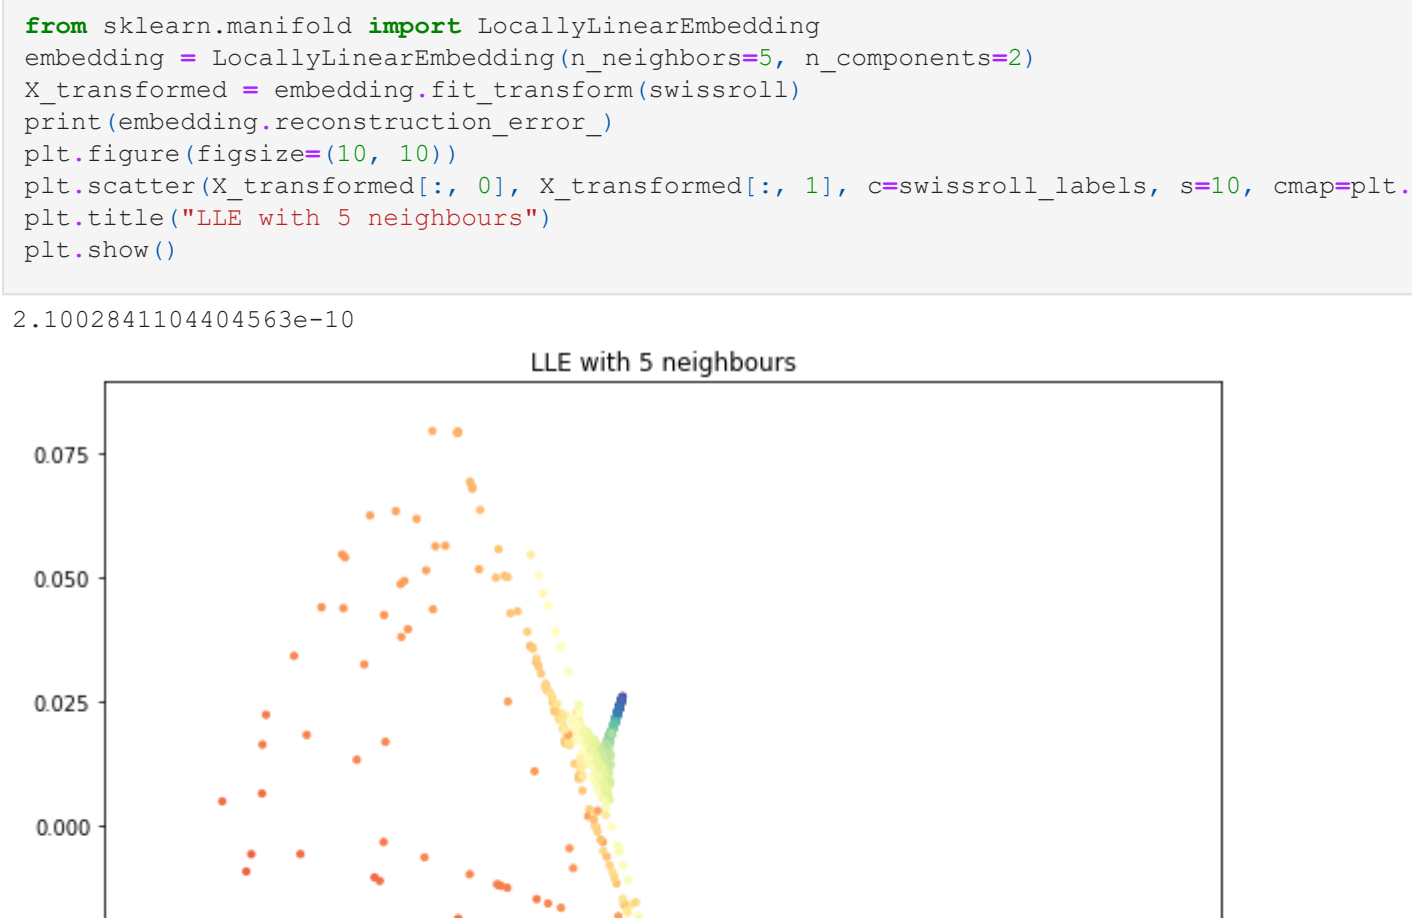 from sklearn.manifold import LocallyLinearEmbedding
embedding = LocallyLinearEmbedding(n_neighbors=5, n_components=2)
X_transformed = embedding.fit_transform(swissroll)
print(embedding.reconstruction_error_)
plt.figure(figsize=(10, 10))
plt.scatter(X_transformed[:, 0], X_transformed[:, 1], c=swissroll_labels, s=10, cmap=plt.
plt.title("LLE with 5 neighbours")
plt.show()
2.1002841104404563e-10
LLE with 5 neighbours
0.075
0.050
0.025
0.000